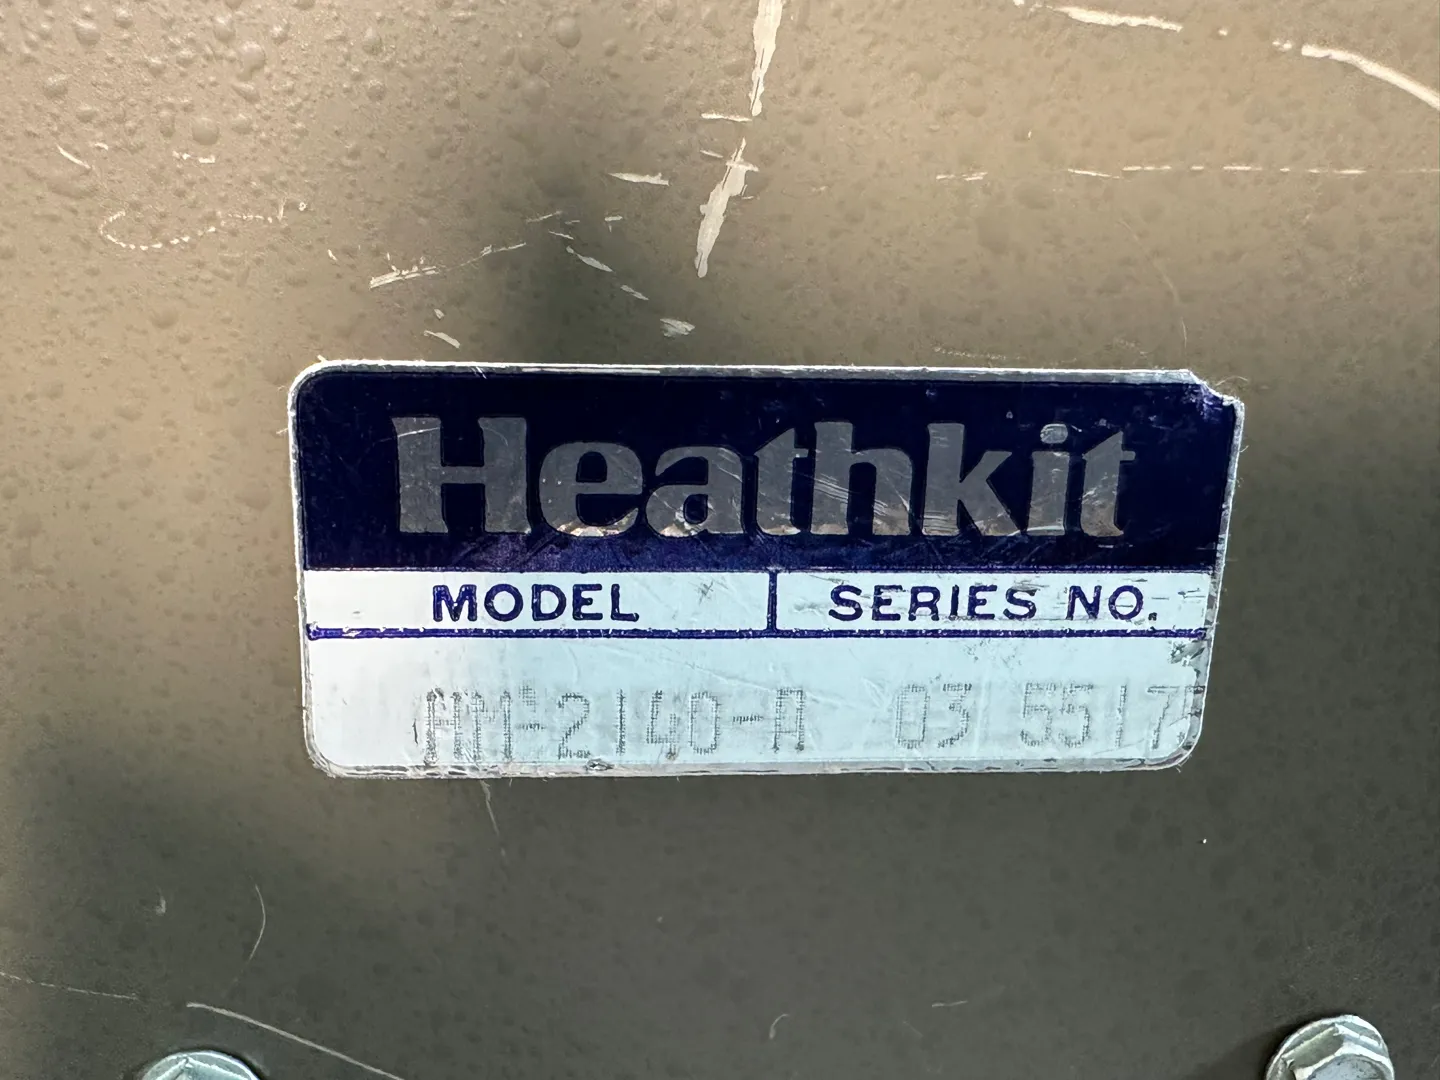 Heathkit
MODEL SERIES NO.
HM-2140-A 03 5517